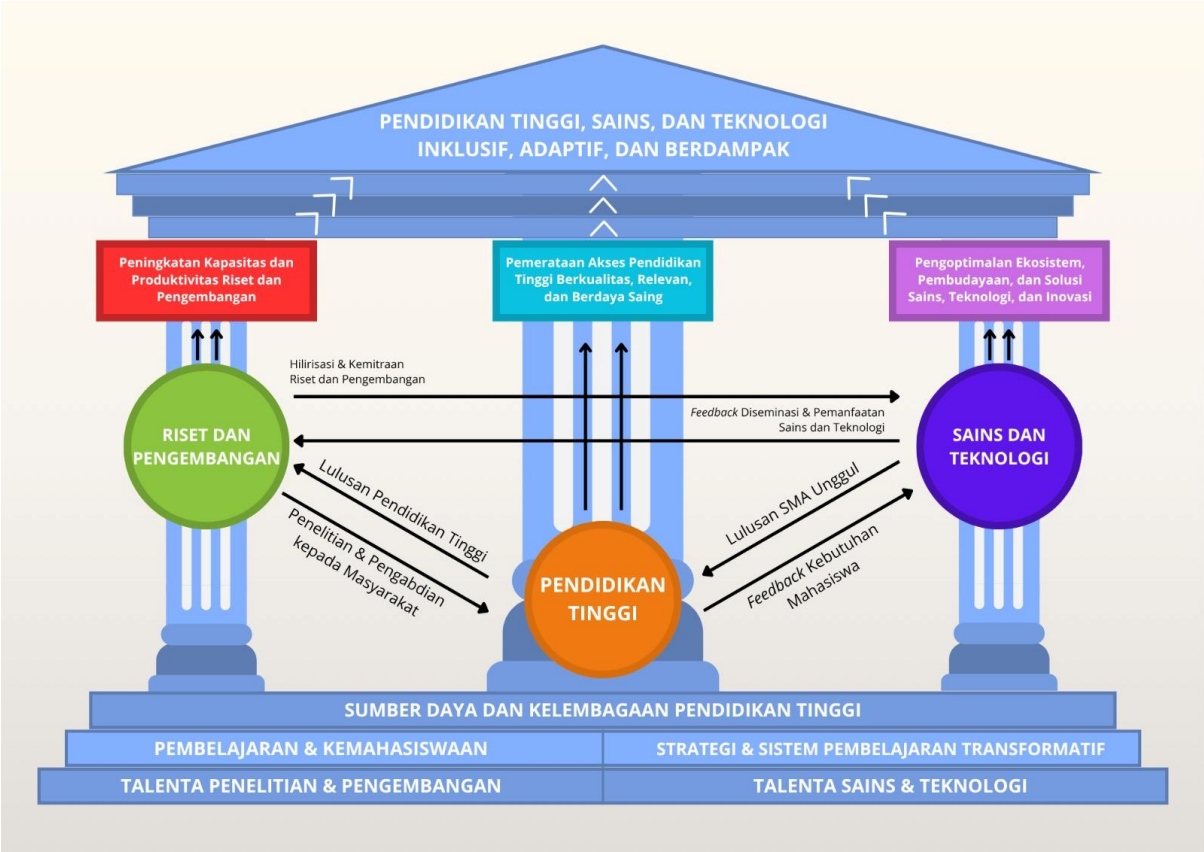 PENDIDIKAN TINGGI, SAINS, DAN TEKNOLOGI
INKLUSIF, ADAPTIF, DAN BERDAMPAK
Peningkatan Kapasitas dan
Produktivitas Riset dan
Pengembangan
Pemerataan Akses Pendidikan
Tinggi Berkualitas, Relevan,
dan Berdaya Saing
Pengoptimalan Ekosistem,
Pembudayaan, dan Solusi
Sains, Teknologi, dan Inovasi
Hilirisasi & Kemitraan
Riset dan Pengembangan
Feedback Diseminasi & Pemanfaatan
Sains dan Teknologi
RISET DAN
PENGEMBANGAN
SAINS DAN
TEKNOLOGI
Lulusan Pendidikan Tinggi
Penelitian & Pengabdian
kepada Masyarakat
Lulusan SMA Unggul
Feedback Kebutuhan
Mahasiswa
PENDIDIKAN
TINGGI
SUMBER DAYA DAN KELEMBAGAAN PENDIDIKAN TINGGI
PEMBELAJARAN & KEMAHASISWAAN
STRATEGI & SISTEM PEMBELAJARAN TRANSFORMATIF
TALENTA PENELITIAN & PENGEMBANGAN
TALENTA SAINS & TEKNOLOGI